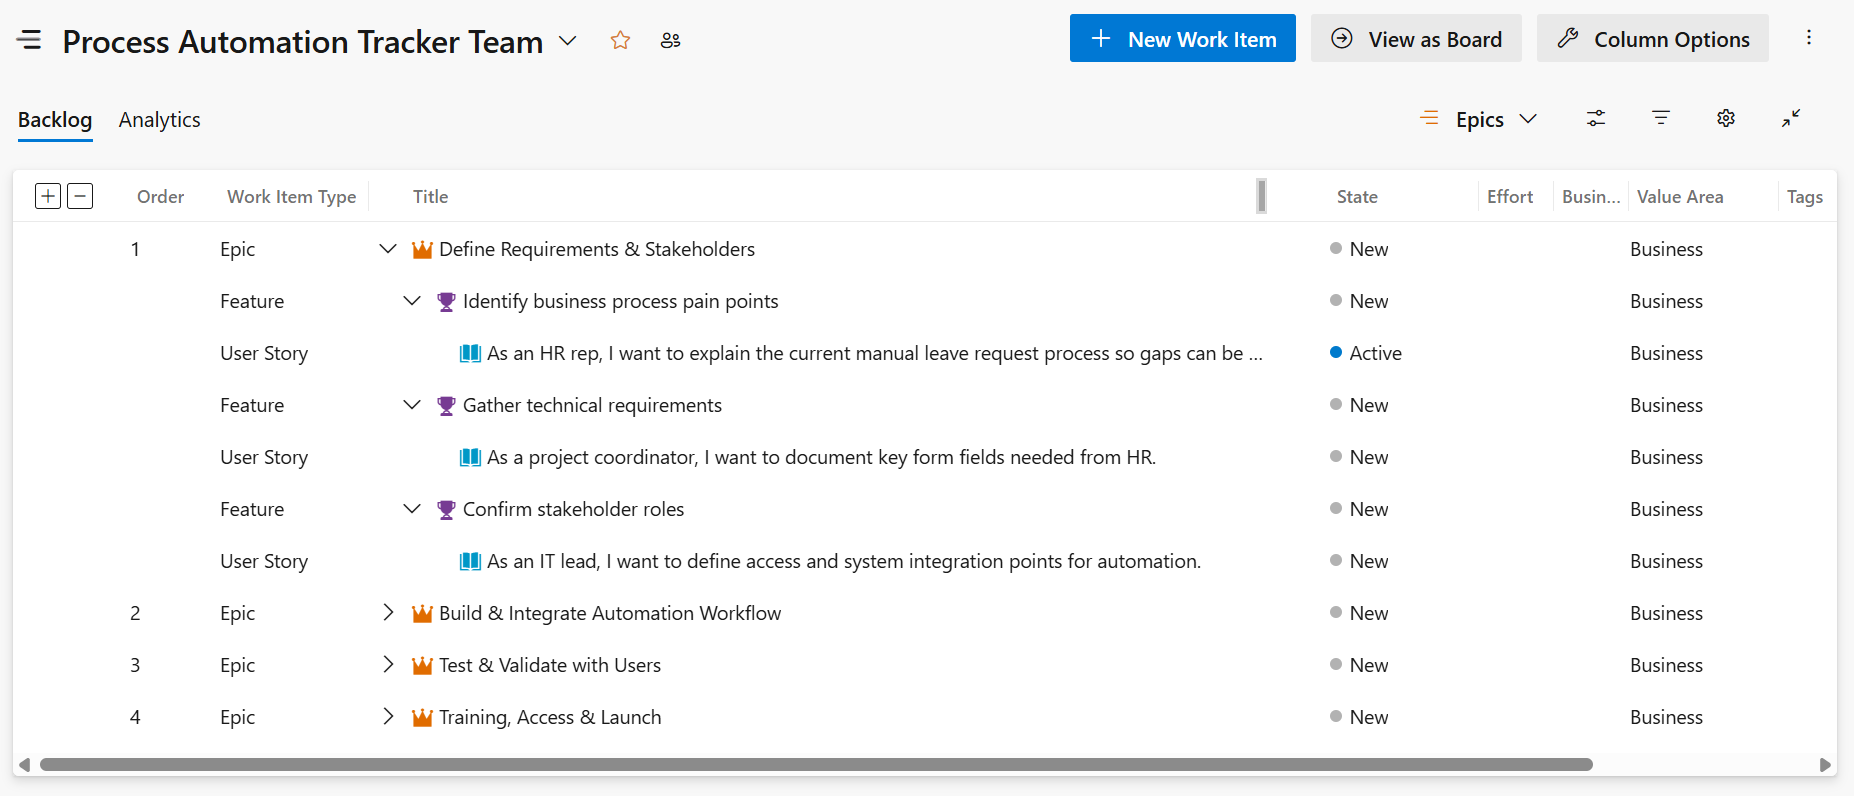 Process Automation Tracker Team
New Work Item
View as Board
Column Options
Backlog
Analytics
Epics
Order Work Item Type Title State Effort Busin... Value Area Tags
1 Epic Define Requirements & Stakeholders New Business
Feature Identify business process pain points New Business
User Story As an HR rep, I want to explain the current manual leave request process so gaps can be ... Active Business
Feature Gather technical requirements New Business
User Story As a project coordinator, I want to document key form fields needed from HR. New Business
Feature Confirm stakeholder roles New Business
User Story As an IT lead, I want to define access and system integration points for automation. New Business
2 Epic Build & Integrate Automation Workflow New Business
3 Epic Test & Validate with Users New Business
4 Epic Training, Access & Launch New Business